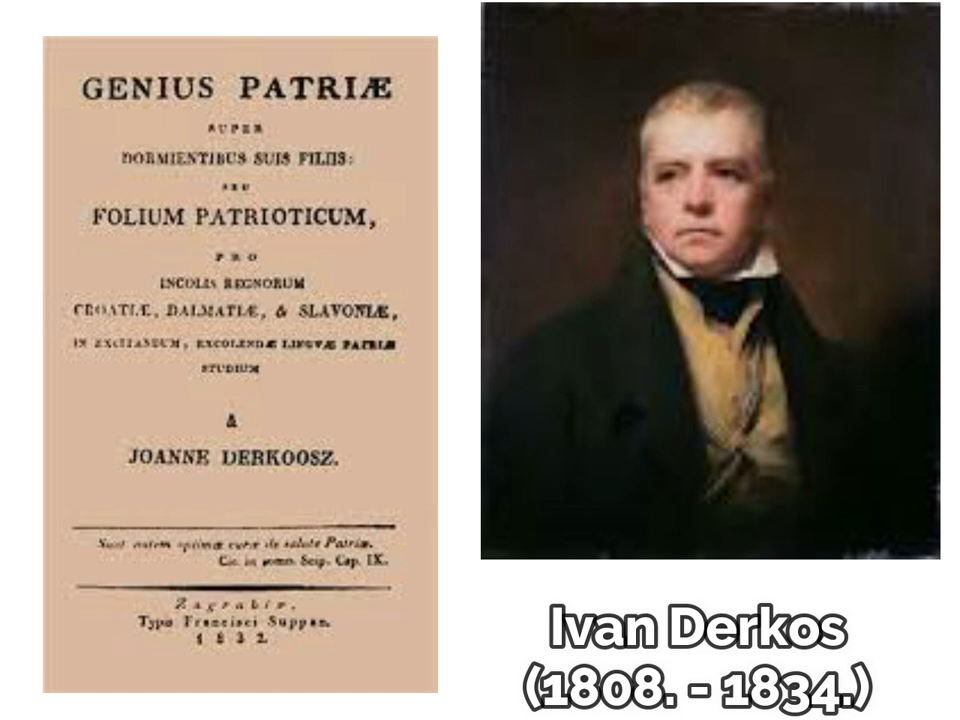 GENIUS PATRIÆ
SUPER
DORMIENTIBUS SUIS FILIIS:
SEU
FOLIUM PATRIOTICUM,
PRO
INCOLIS REGNORUM
CROATIÆ, DALMATIÆ, & SLAVONIÆ,
IN EXCITANDUM, EXCOLENDÆ LINGVÆ PATRIÆ
STUDIUM
A
JOANNE DERKOOSZ.
Sunt autem optimæ curæ de salute Patriæ.
Cic. in somn. Scip. Cap. IX.
Zagrabiæ.
Typo Francisci Suppan.
1832.
Ivan Derkos
(1808. - 1834.)